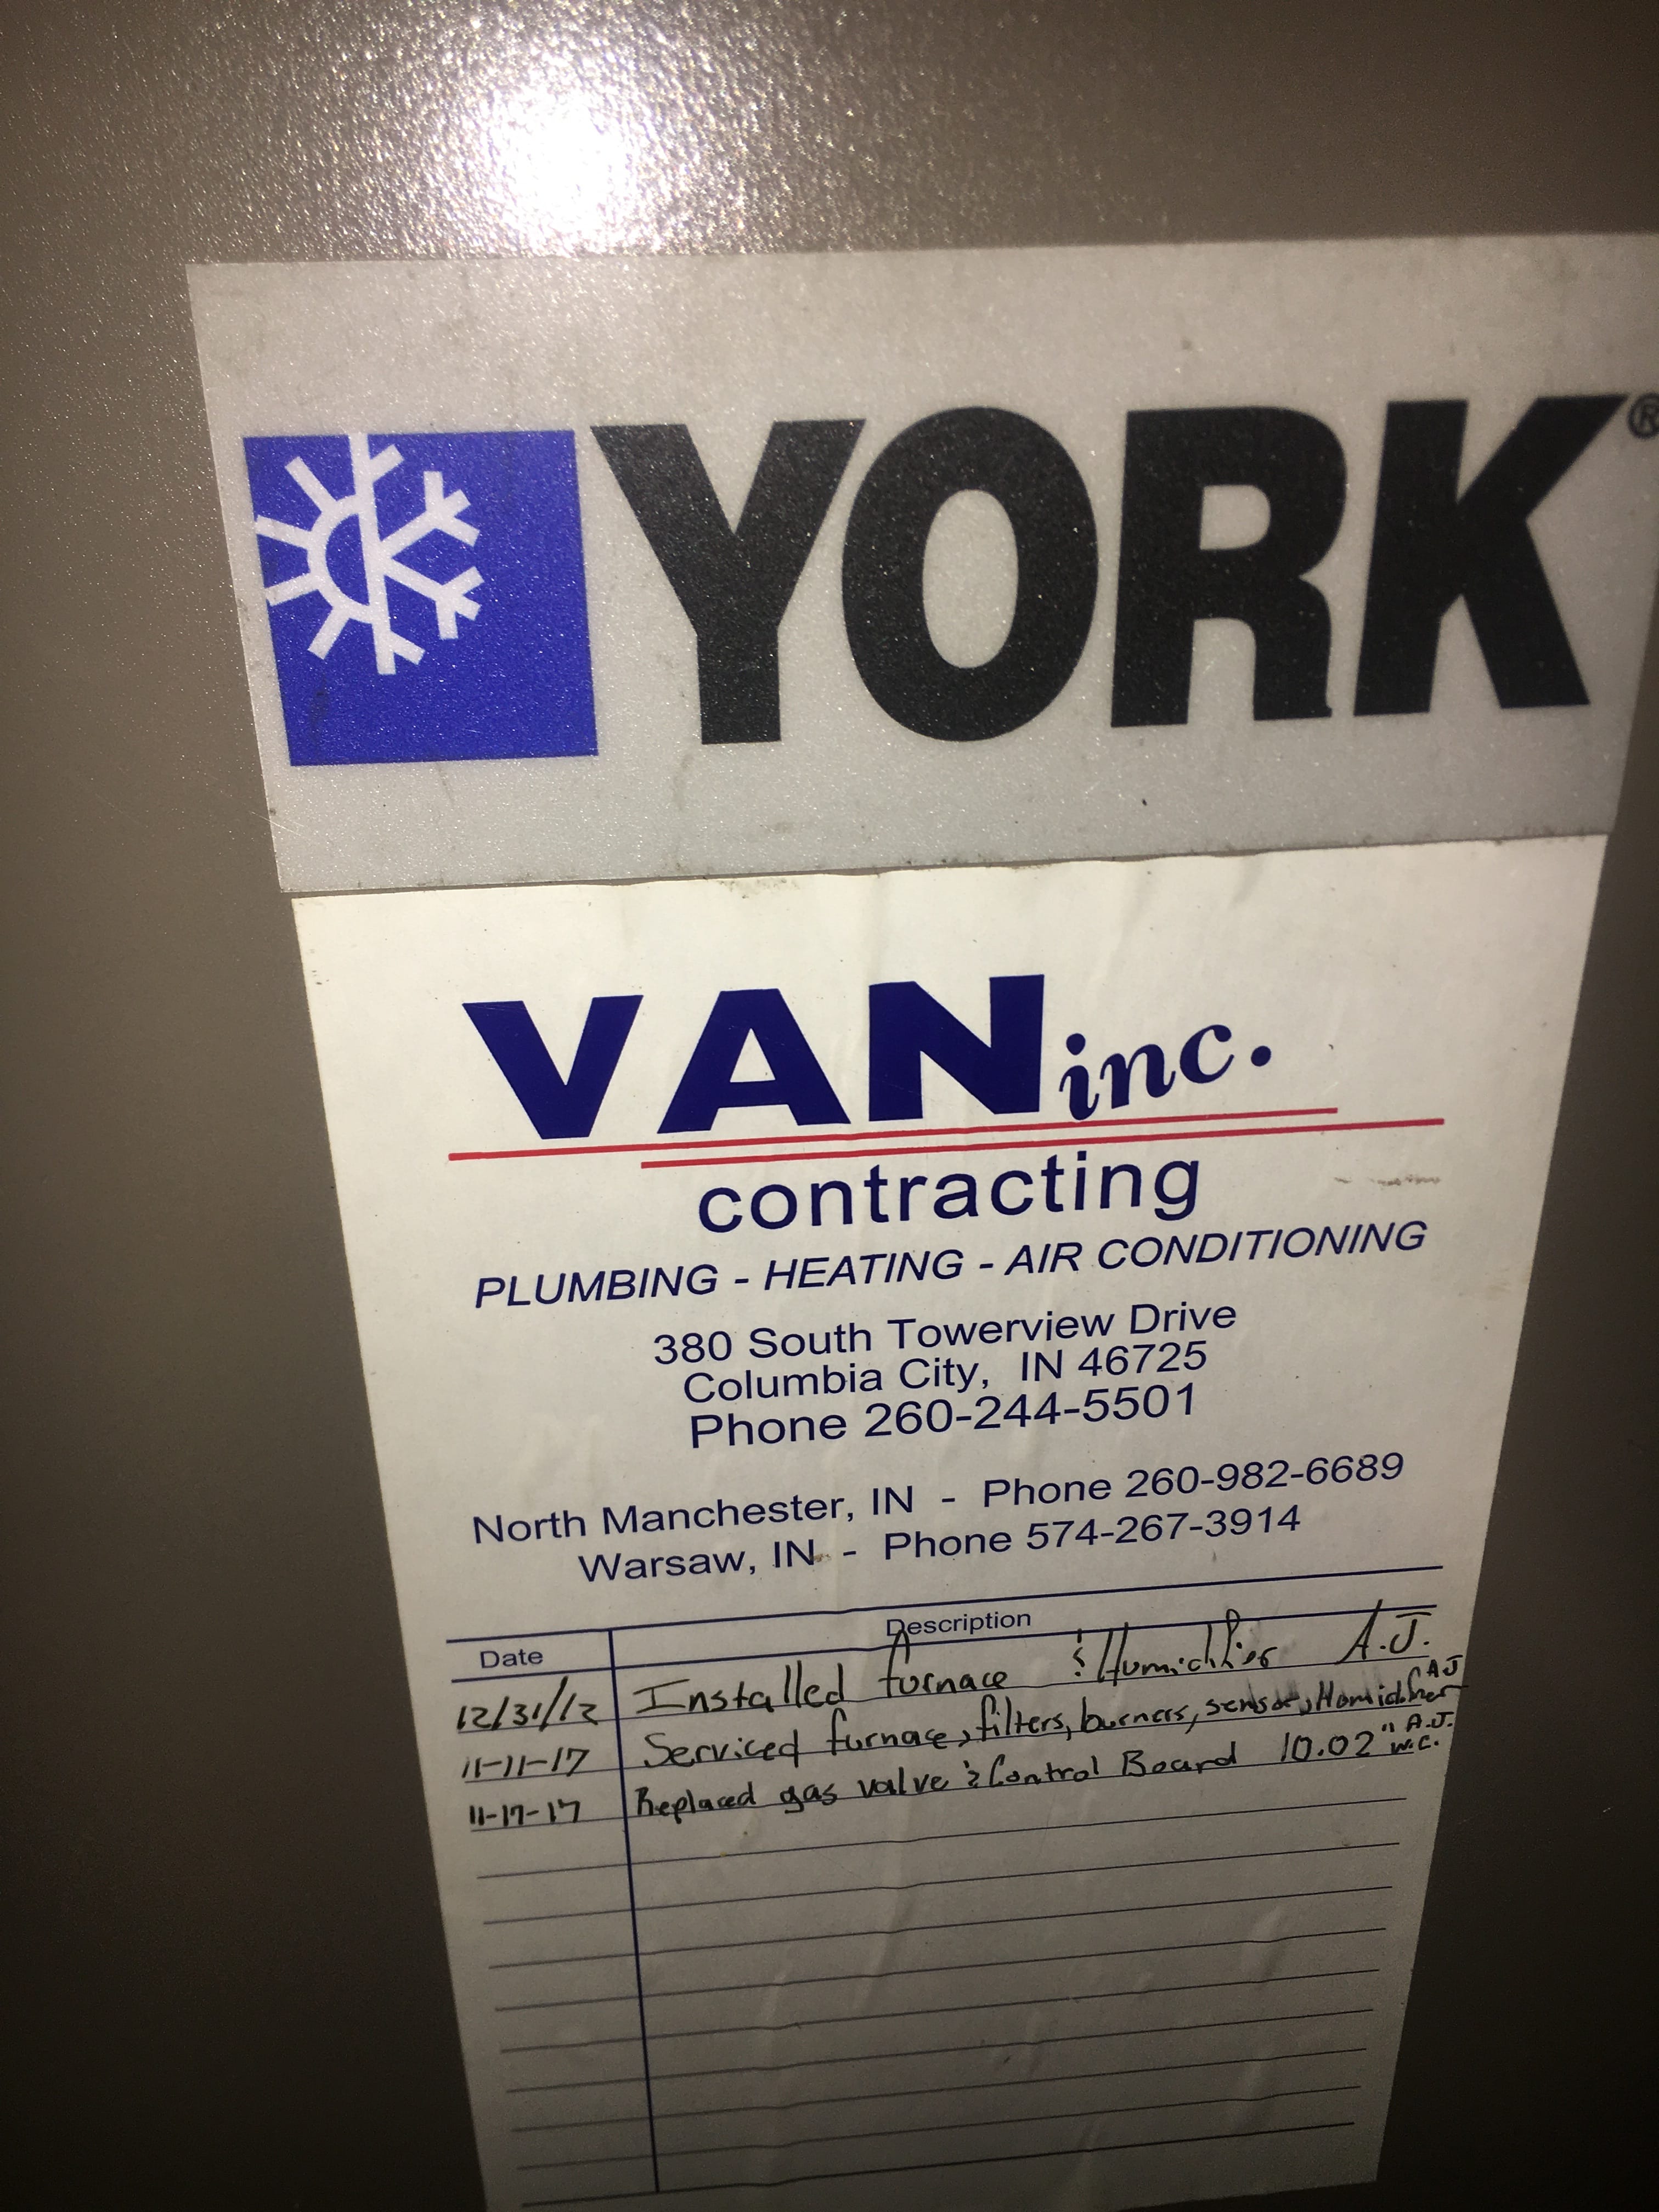 YORK®
VAN inc.
contracting
PLUMBING - HEATING - AIR CONDITIONING
380 South Towerview Drive
Columbia City, IN 46725
Phone 260-244-5501
North Manchester, IN - Phone 260-982-6689
Warsaw, IN - Phone 574-267-3914
Date Description
12/31/12 Installed furnace & Humidifier A.J.
11-11-17 Serviced furnace, filters, burners, sensor, Humidifier AJ
11-17-17 Replaced gas valve & Control Board 10.02" w.c. A.J.